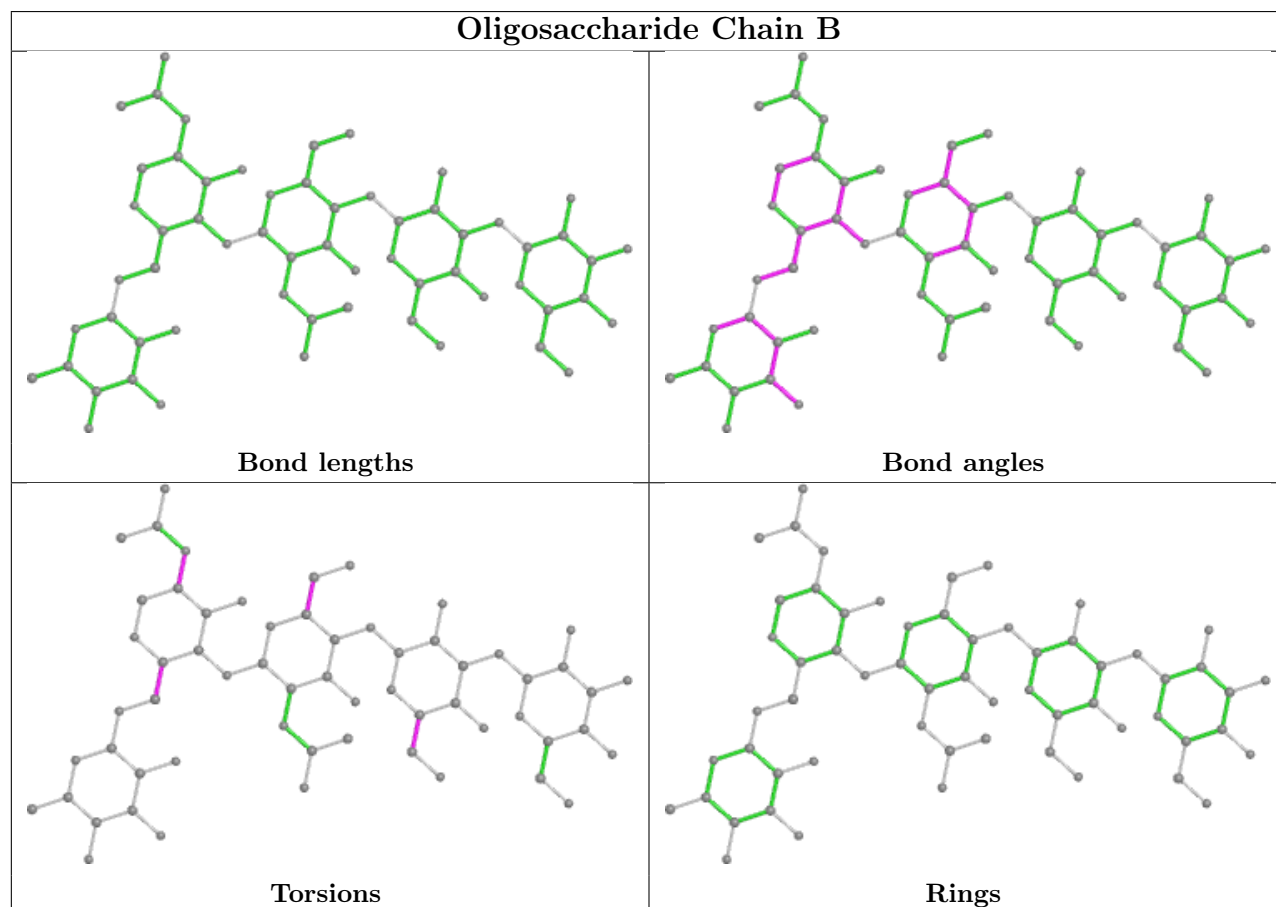 Oligosaccharide Chain B
Bond lengths
Bond angles
Torsions
Rings